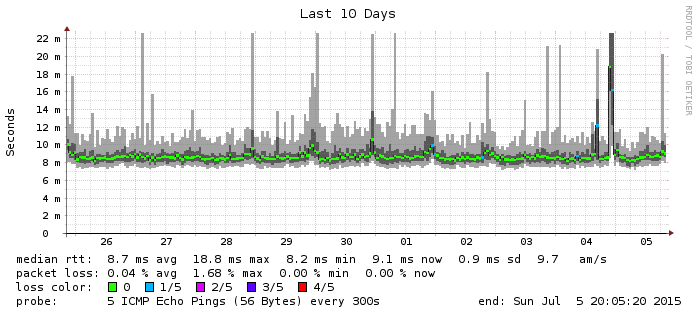 Last 10 Days
RRDTOOL / TOBI OETIKER
Seconds
22 m
20 m
18 m
16 m
14 m
12 m
10 m
8 m
6 m
4 m
2 m
0
26 27 28 29 30 01 02 03 04 05
median rtt: 8.7 ms avg 18.8 ms max 8.2 ms min 9.1 ms now 0.9 ms sd 9.7 am/s
packet loss: 0.04 % avg 1.68 % max 0.00 % min 0.00 % now
loss color: 0 1/5 2/5 3/5 4/5
probe: 5 ICMP Echo Pings (56 Bytes) every 300s end: Sun Jul 5 20:05:20 2015